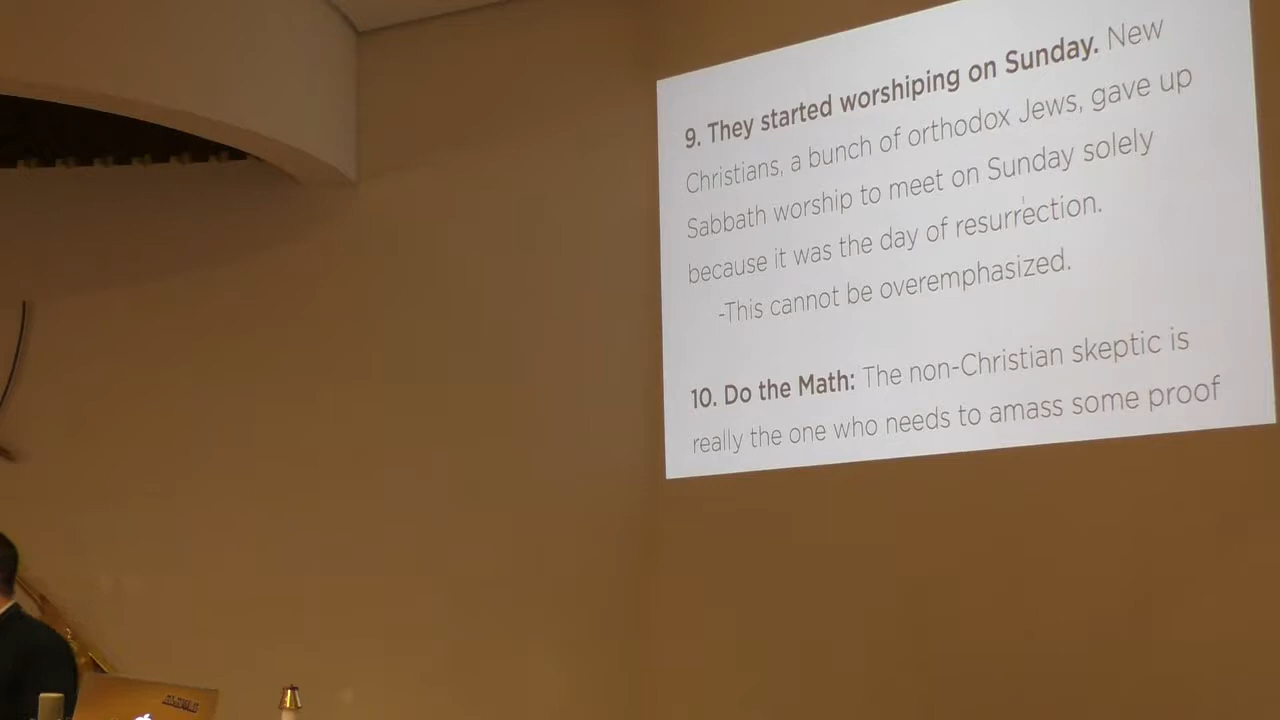 9. They started worshiping on Sunday. New
Christians, a bunch of orthodox Jews, gave up
Sabbath worship to meet on Sunday solely
because it was the day of resurrection.
-This cannot be overemphasized.
10. Do the Math: The non-Christian skeptic is
really the one who needs to amass some proof